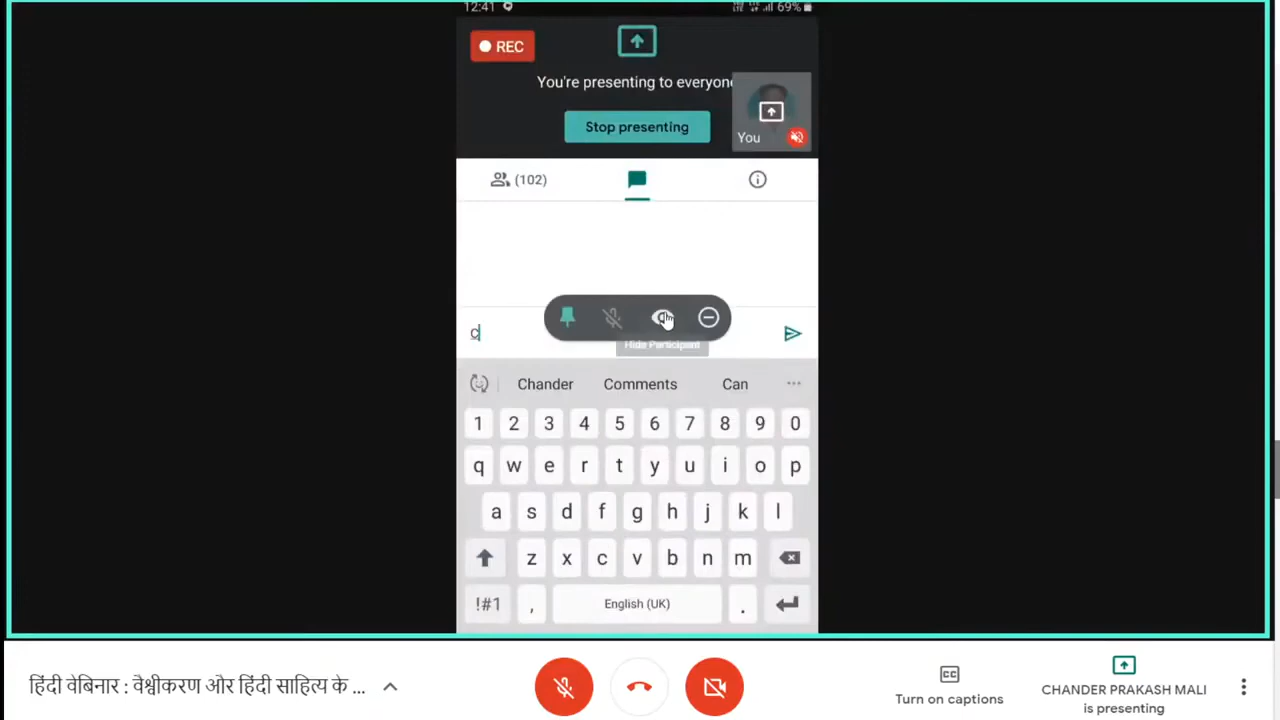 12:41 69%
REC
You're presenting to everyone
Stop presenting
You
(102)
c
Hide Participant
Chander Comments Can ...
1 2 3 4 5 6 7 8 9 0
q w e r t y u i o p
a s d f g h j k l
z x c v b n m
!#1 , English (UK) .
हिंदी वेबिनार : वैश्वीकरण और हिंदी साहित्य के ...
CC
Turn on captions
CHANDER PRAKASH MALI
is presenting